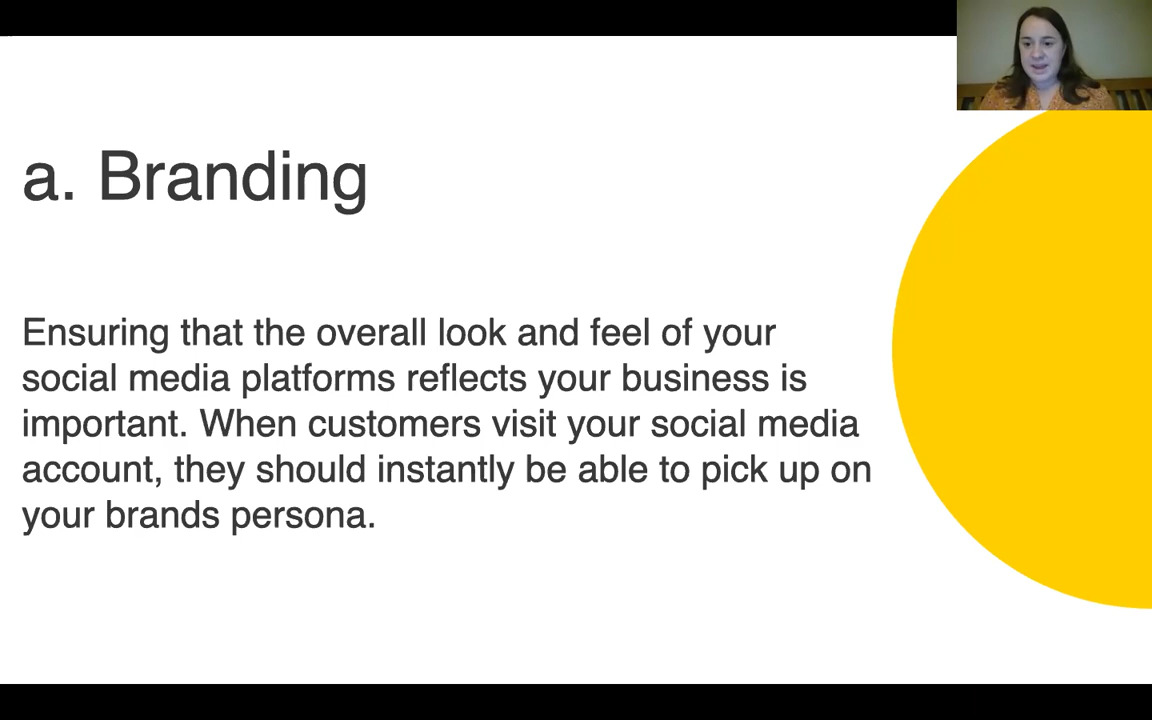 a. Branding
Ensuring that the overall look and feel of your
social media platforms reflects your business is
important. When customers visit your social media
account, they should instantly be able to pick up on
your brands persona.